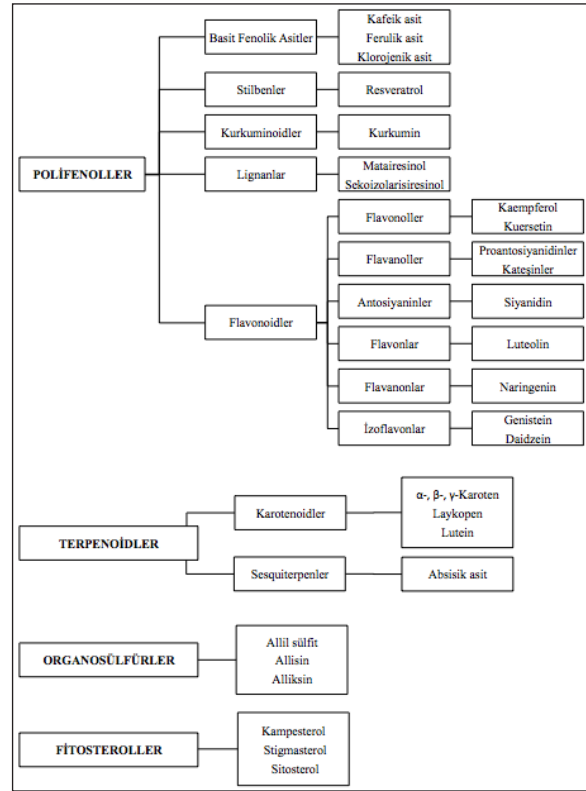 Basit Fenolik Asitler
Kafeik asit
Ferulik asit
Klorojenik asit
Stilbenler
Resveratrol
Kurkuminoidler
Kurkumin
POLİFENOLLER
Lignanlar
Matairesinol
Sekoizolarisiresinol
Flavonoidler
Flavonoller
Kaempferol
Kuersetin
Flavanoller
Proantosiyanidinler
Kateşinler
Antosiyaninler
Siyanidin
Flavonlar
Luteolin
Flavanonlar
Naringenin
İzoflavonlar
Genistein
Daidzein
TERPENOİDLER
Karotenoidler
α-, β-, γ-Karoten
Laykopen
Lutein
Sesquiterpenler
Absisik asit
ORGANOSÜLFÜRLER
Allil sülfit
Allisin
Alliksin
FİTOSTEROLLER
Kampesterol
Stigmasterol
Sitosterol